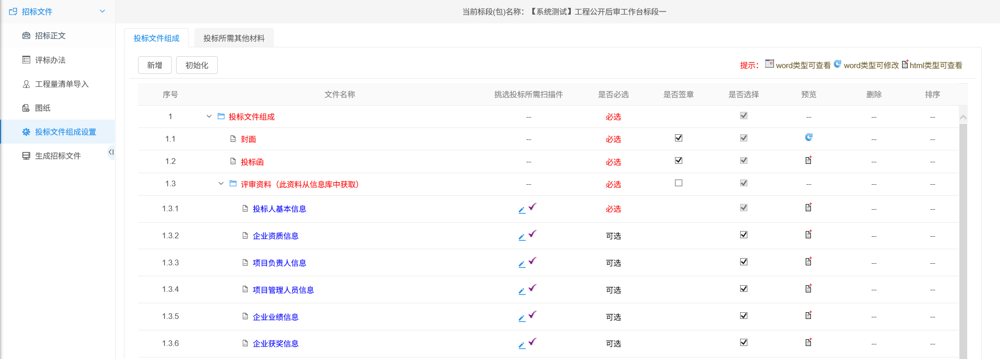 招标文件
当前标段(包)名称：【系统测试】工程公开后审工作台标段一
招标正文
评标办法
工程量清单导入
图纸
投标文件组成设置
生成招标文件
投标文件组成 投标所需其他材料
新增 初始化
提示： word类型可查看 word类型可修改 html类型可查看
序号 文件名称 挑选投标所需扫描件 是否必选 是否签章 是否选择 预览 删除 排序
1 投标文件组成 -- 必选 -- -- --
1.1 封面 -- 必选 -- --
1.2 投标函 -- 必选 -- --
1.3 评审资料（此资料从信息库中获取） -- 必选 -- -- --
1.3.1 投标人基本信息 必选 -- --
1.3.2 企业资质信息 可选 -- --
1.3.3 项目负责人信息 可选 -- --
1.3.4 项目管理人员信息 可选 -- --
1.3.5 企业业绩信息 可选 -- --
1.3.6 企业获奖信息 可选 -- --